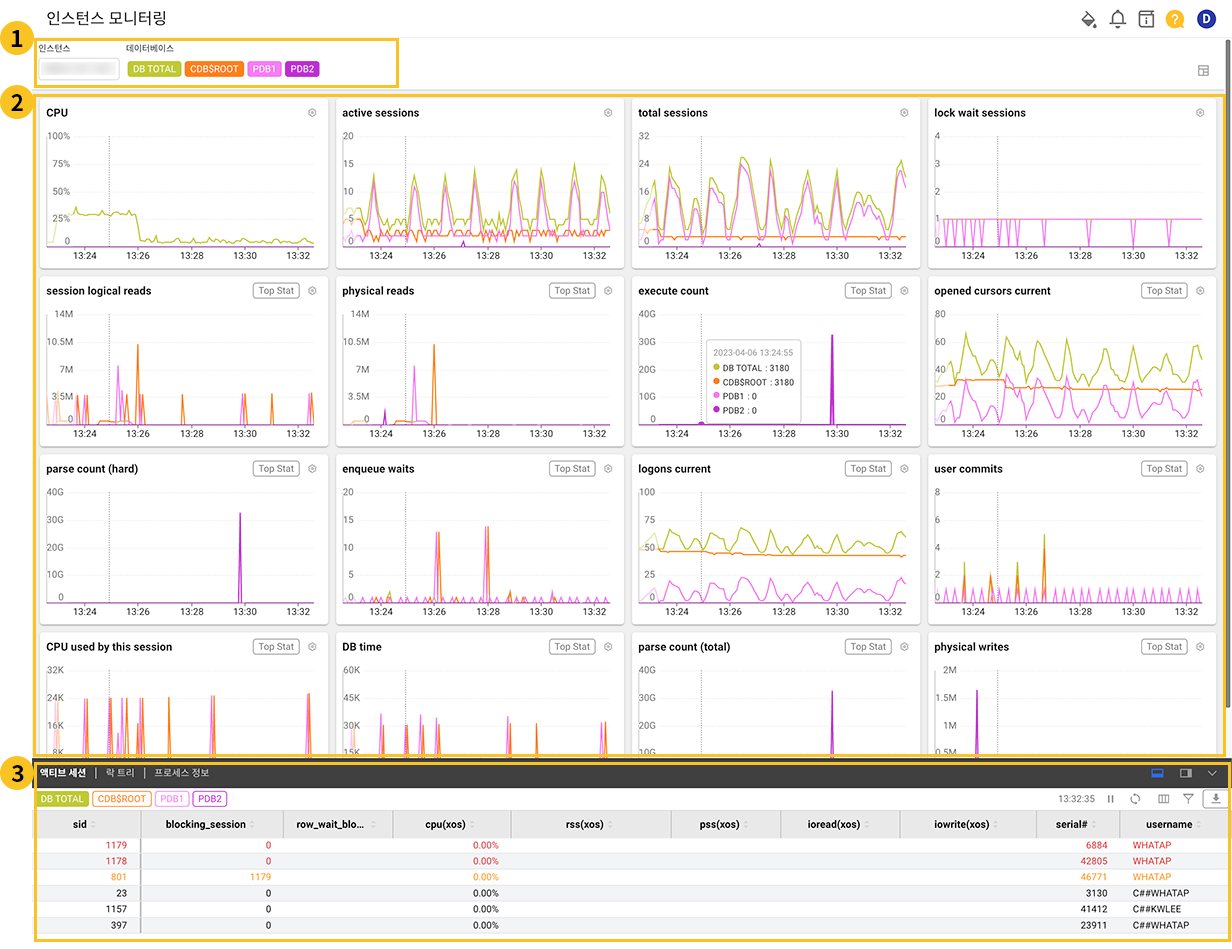 인스턴스 모니터링
? D
1
인스턴스 데이터베이스
DB TOTAL CDB$ROOT PDB1 PDB2
2
CPU
100%
75%
50%
25%
0
13:24 13:26 13:28 13:30 13:32
active sessions
20
15
10
5
0
13:24 13:26 13:28 13:30 13:32
total sessions
32
24
16
8
0
13:24 13:26 13:28 13:30 13:32
lock wait sessions
4
3
2
1
0
13:24 13:26 13:28 13:30 13:32
session logical reads Top Stat
14M
10.5M
7M
3.5M
0
13:24 13:26 13:28 13:30 13:32
physical reads Top Stat
14M
10.5M
7M
3.5M
0
13:24 13:26 13:28 13:30 13:32
execute count Top Stat
40G
30G
20G
10G
0
2023-04-06 13:24:55
DB TOTAL : 3180
CDB$ROOT : 3180
PDB1 : 0
PDB2 : 0
13:24 13:26 13:28 13:30 13:32
opened cursors current Top Stat
80
60
40
20
0
13:24 13:26 13:28 13:30 13:32
parse count (hard) Top Stat
40G
30G
20G
10G
0
13:24 13:26 13:28 13:30 13:32
enqueue waits Top Stat
20
15
10
5
0
13:24 13:26 13:28 13:30 13:32
logons current Top Stat
100
75
50
25
0
13:24 13:26 13:28 13:30 13:32
user commits Top Stat
8
6
4
2
0
13:24 13:26 13:28 13:30 13:32
CPU used by this session Top Stat
32K
24K
16K
8K
DB time Top Stat
60K
45K
30K
15K
parse count (total) Top Stat
40G
30G
20G
10G
physical writes Top Stat
2M
1.5M
1M
0.5M
3
액티브 세션 | 락 트리 | 프로세스 정보
DB TOTAL CDB$ROOT PDB1 PDB2 13:32:35
sid blocking_session row_wait_blo... cpu(xos) rss(xos) pss(xos) ioread(xos) iowrite(xos) serial# username
1179 0 0.00% 6884 WHATAP
1178 0 0.00% 42805 WHATAP
801 1179 0.00% 46771 WHATAP
23 0 0.00% 3130 C##WHATAP
1157 0 0.00% 41412 C##KWLEE
397 0 0.00% 23911 C##WHATAP